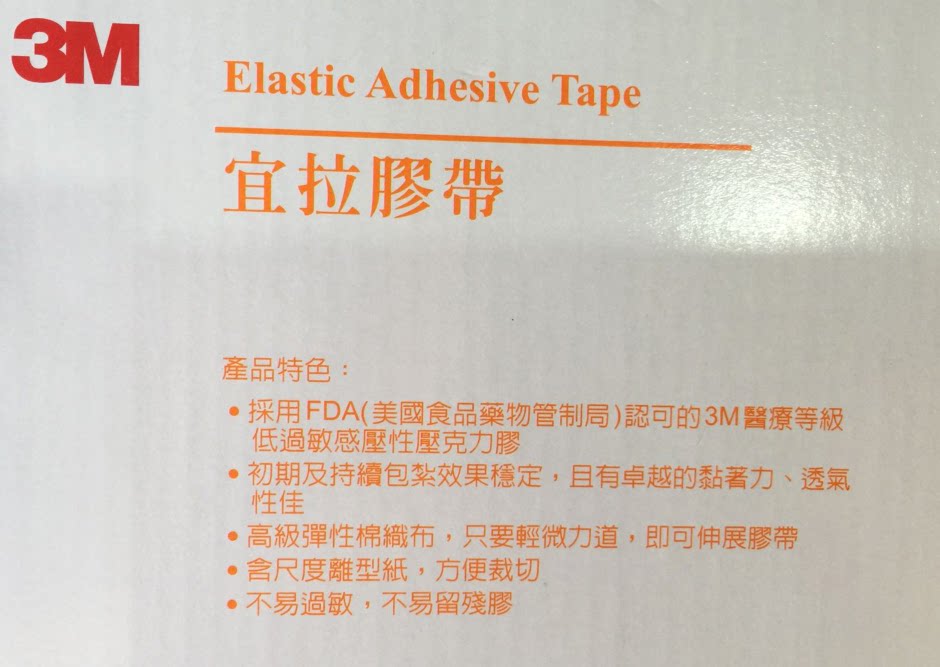 3M
Elastic Adhesive Tape
宜拉膠帶
產品特色：
•採用FDA(美國食品藥物管制局)認可的3M醫療等級
低過敏感壓性壓克力膠
•初期及持續包紮效果穩定，且有卓越的黏著力、透氣
性佳
•高級彈性棉織布，只要輕微力道，即可伸展膠帶
•含尺度離型紙，方便裁切
•不易過敏，不易留殘膠